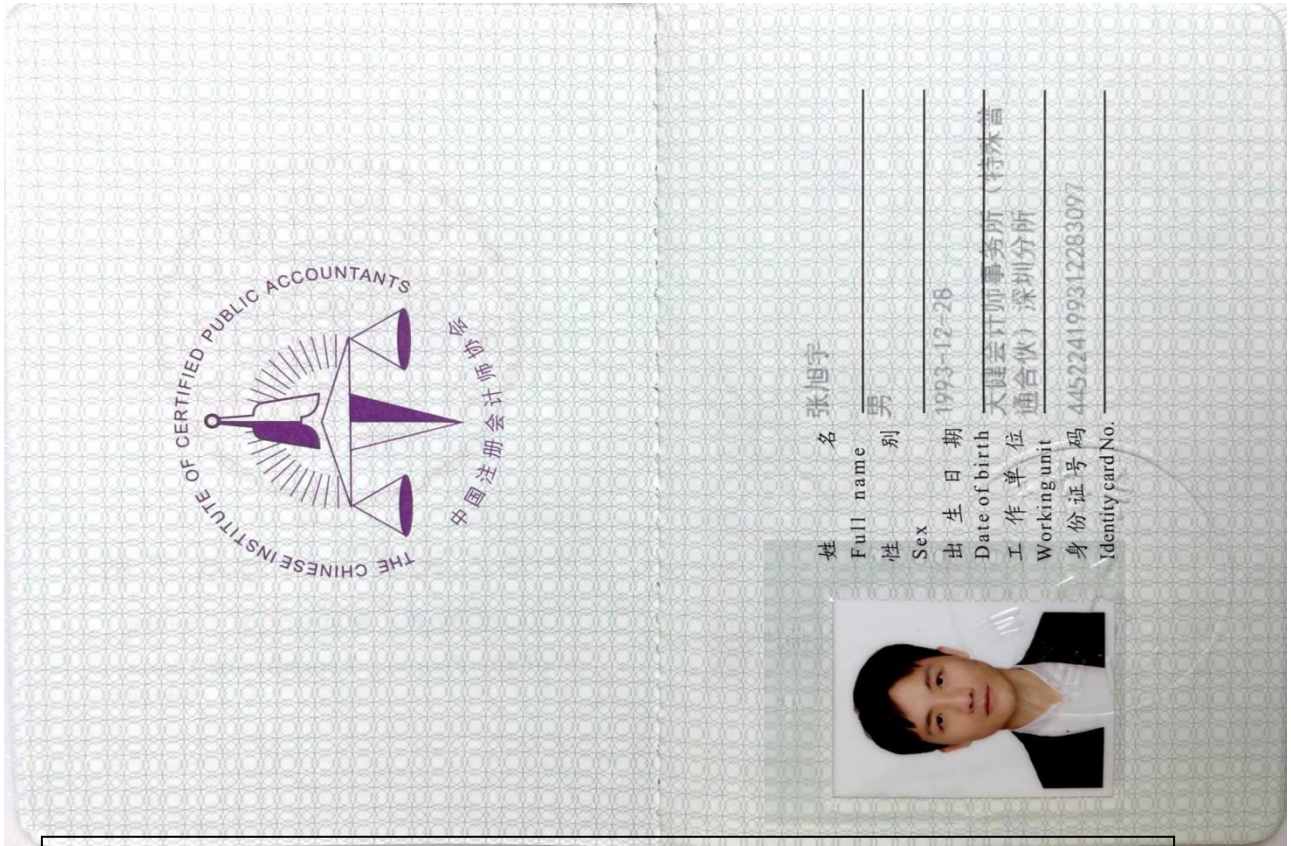 THE CHINESE INSTITUTE OF CERTIFIED PUBLIC ACCOUNTANTS
中国注册会计师协会
姓 名 张旭宇
Full name
性 别 男
Sex
出生日期 1993-12-28
Date of birth
工作单位 天健会计师事务所（特殊普
通合伙）深圳分所
Working unit
身份证号码 445224199312283097
Identity card No.